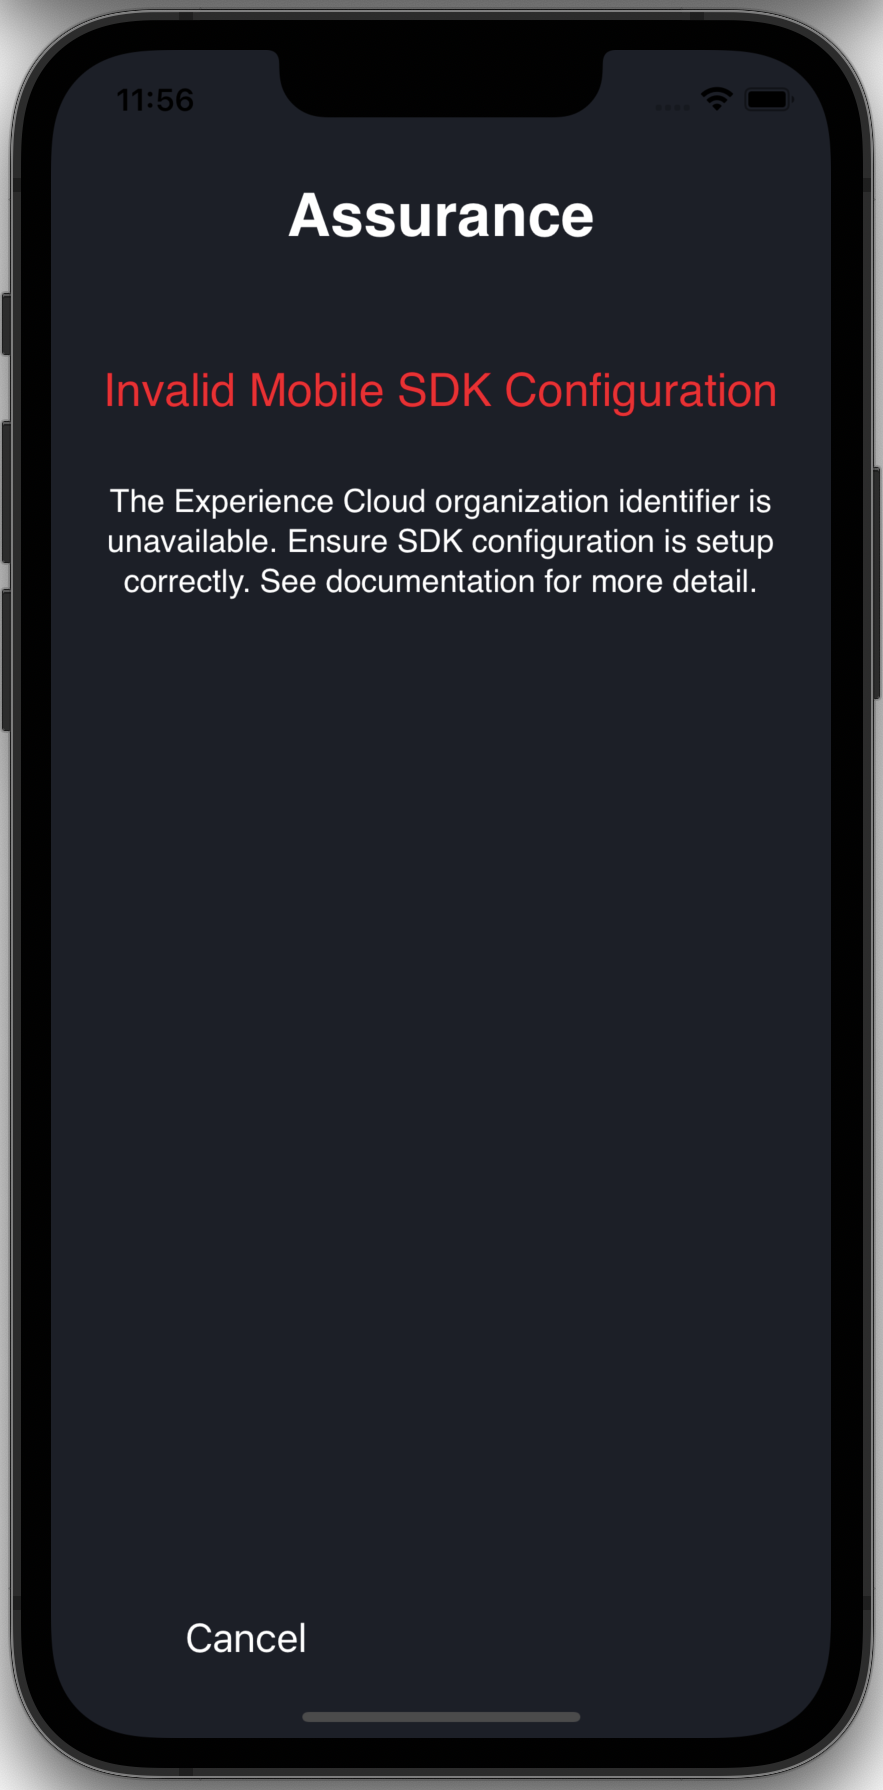 11:56
Assurance
Invalid Mobile SDK Configuration
The Experience Cloud organization identifier is
unavailable. Ensure SDK configuration is setup
correctly. See documentation for more detail.
Cancel